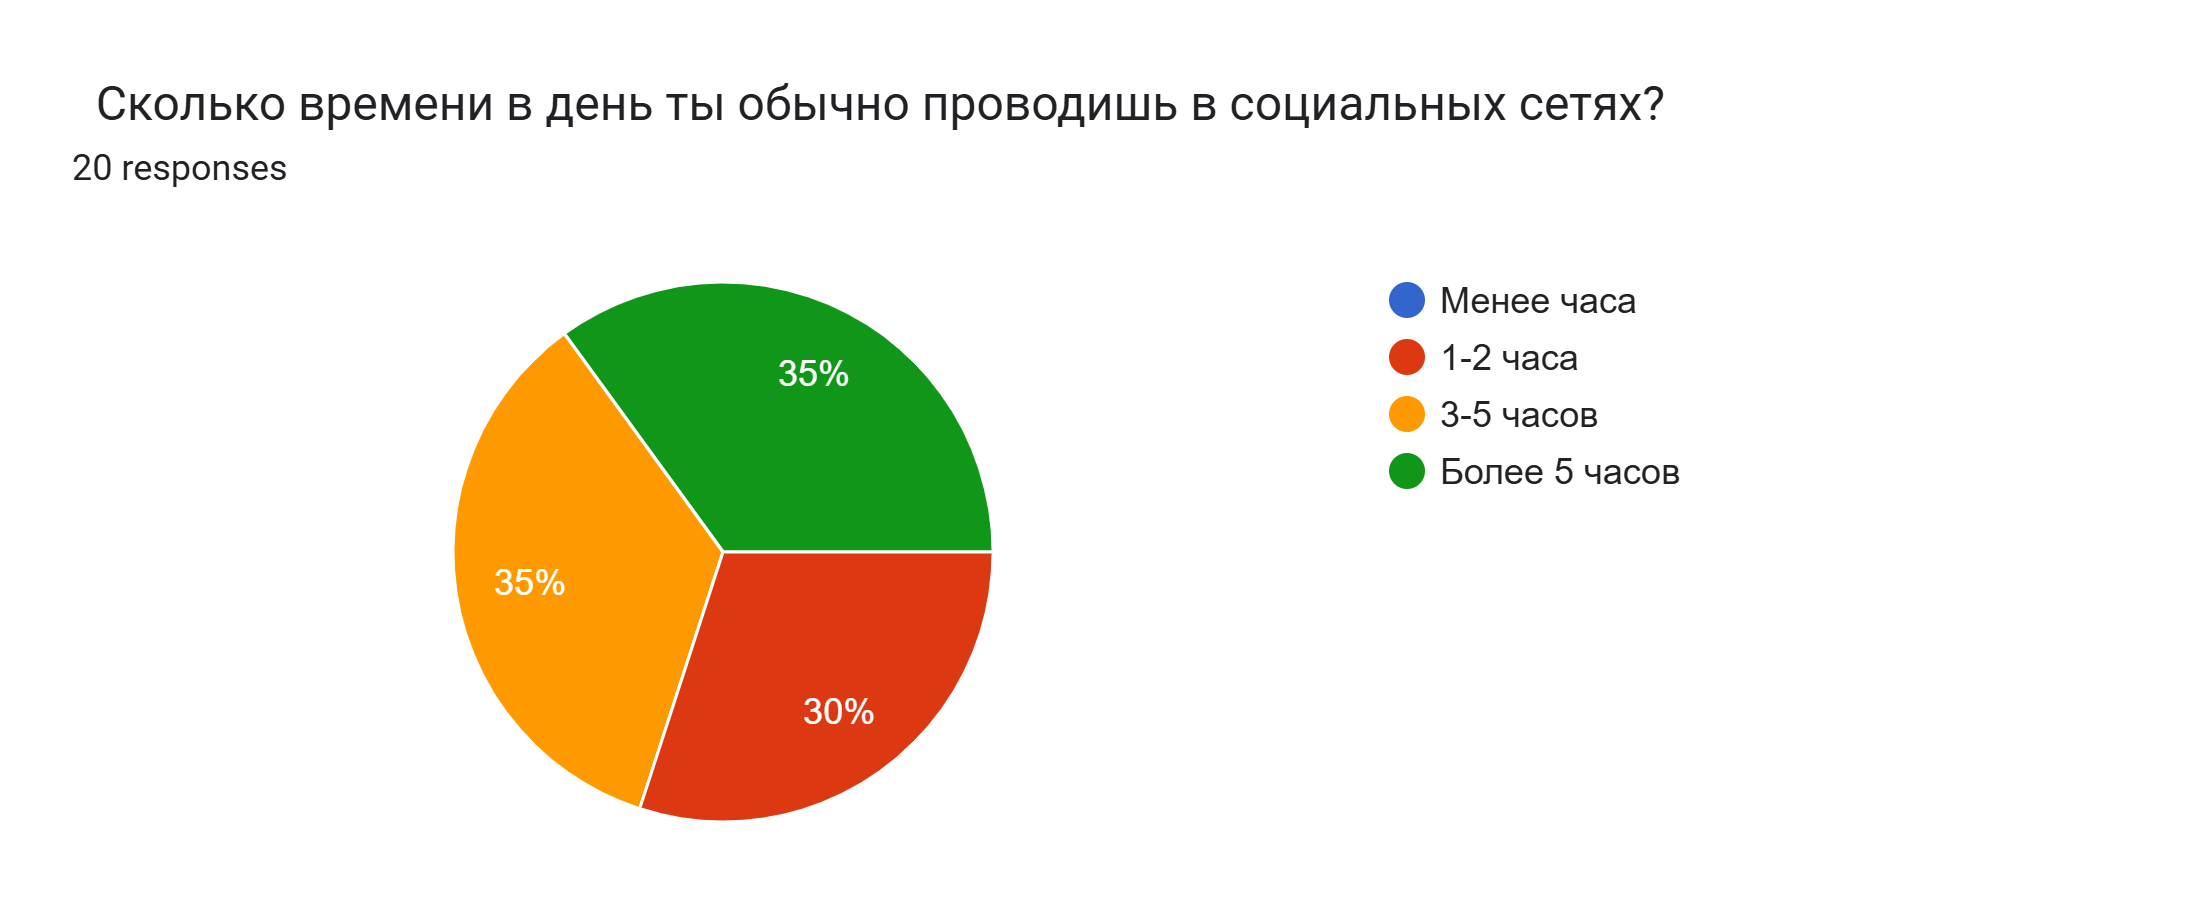 Сколько времени в день ты обычно проводишь в социальных сетях?
20 responses
35%
35%
30%
Менее часа
1-2 часа
3-5 часов
Более 5 часов